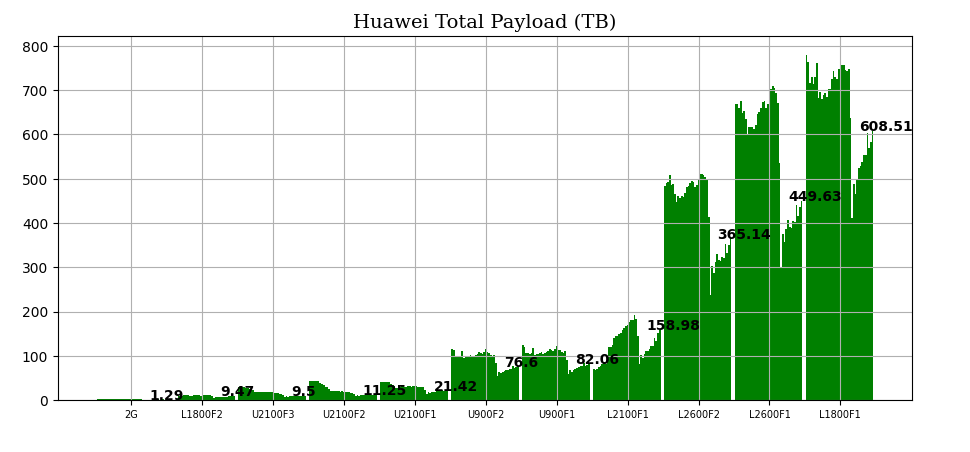 Huawei Total Payload (TB)
800
700
600
500
400
300
200
100
0
1.29
9.47
9.5
11.25
21.42
76.6
82.06
158.98
365.14
449.63
608.51
2G
L1800F2
U2100F3
U2100F2
U2100F1
U900F2
U900F1
L2100F1
L2600F2
L2600F1
L1800F1